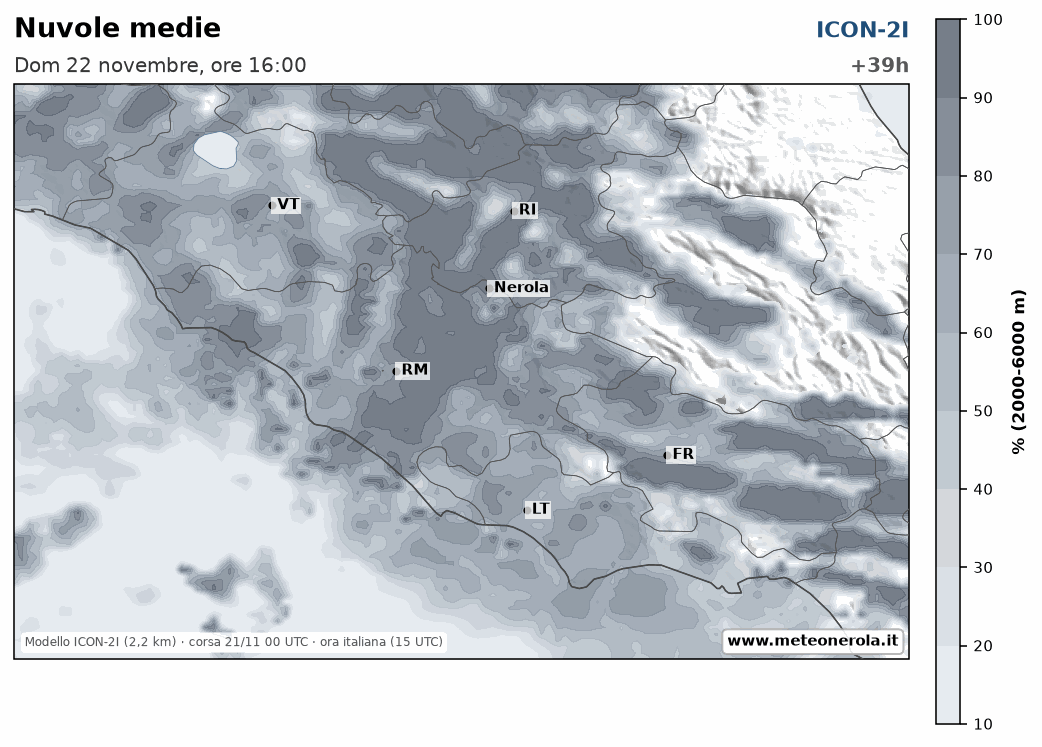 Nuvole medie
ICON-2I
Dom 22 novembre, ore 16:00
+39h
VT
RI
Nerola
RM
FR
LT
Modello ICON-2I (2,2 km) · corsa 21/11 00 UTC · ora italiana (15 UTC)
www.meteonerola.it
100
90
80
70
60
50
40
30
20
10
% (2000-6000 m)